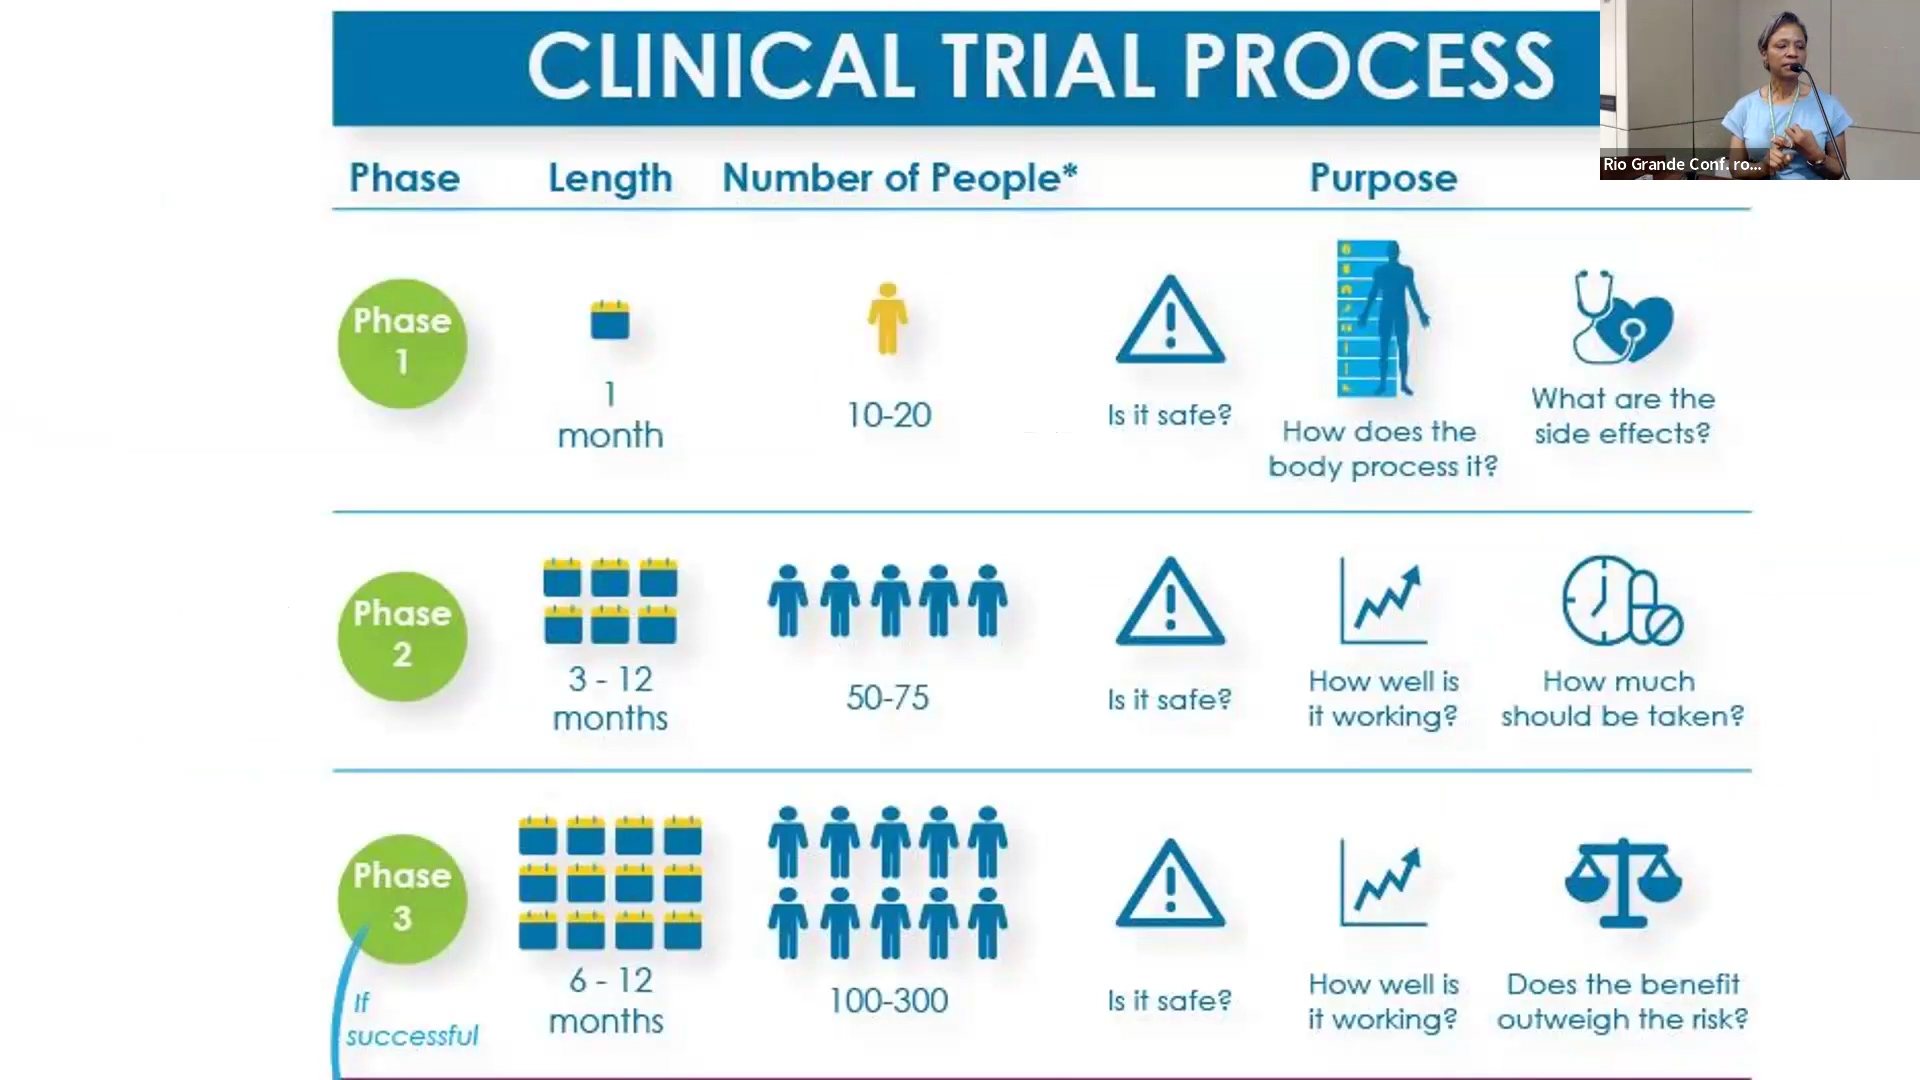 CLINICAL TRIAL PROCESS
Rio Grande Conf. ro...
Phase Length Number of People* Purpose
Phase
1
1
month
10-20
Is it safe?
How does the
body process it?
What are the
side effects?
Phase
2
3 - 12
months
50-75
Is it safe?
How well is
it working?
How much
should be taken?
Phase
3
6 - 12
months
100-300
Is it safe?
How well is
it working?
Does the benefit
outweigh the risk?
If
successful